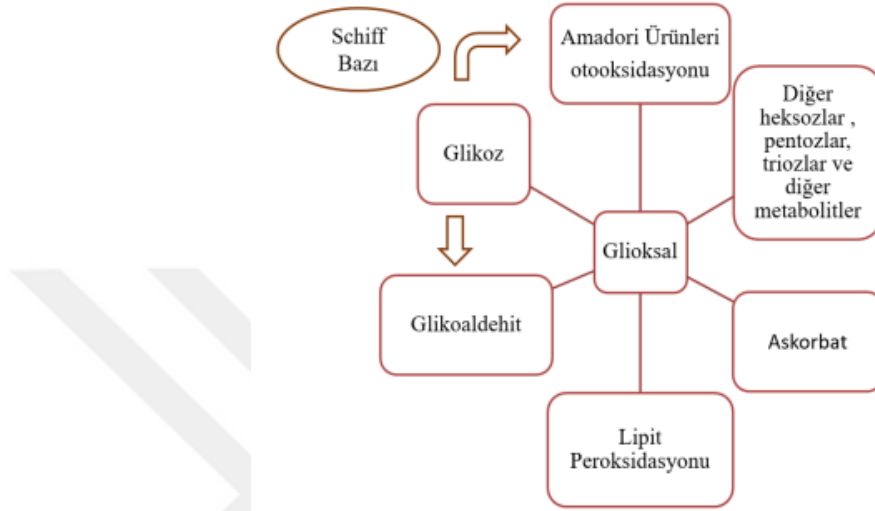 Schiff
Bazı
Amadori Ürünleri
otooksidasyonu
Diğer
heksozlar ,
pentozlar,
triozlar ve
diğer
metabolitler
Glikoz
Glioksal
Glikoaldehit
Askorbat
Lipit
Peroksidasyonu